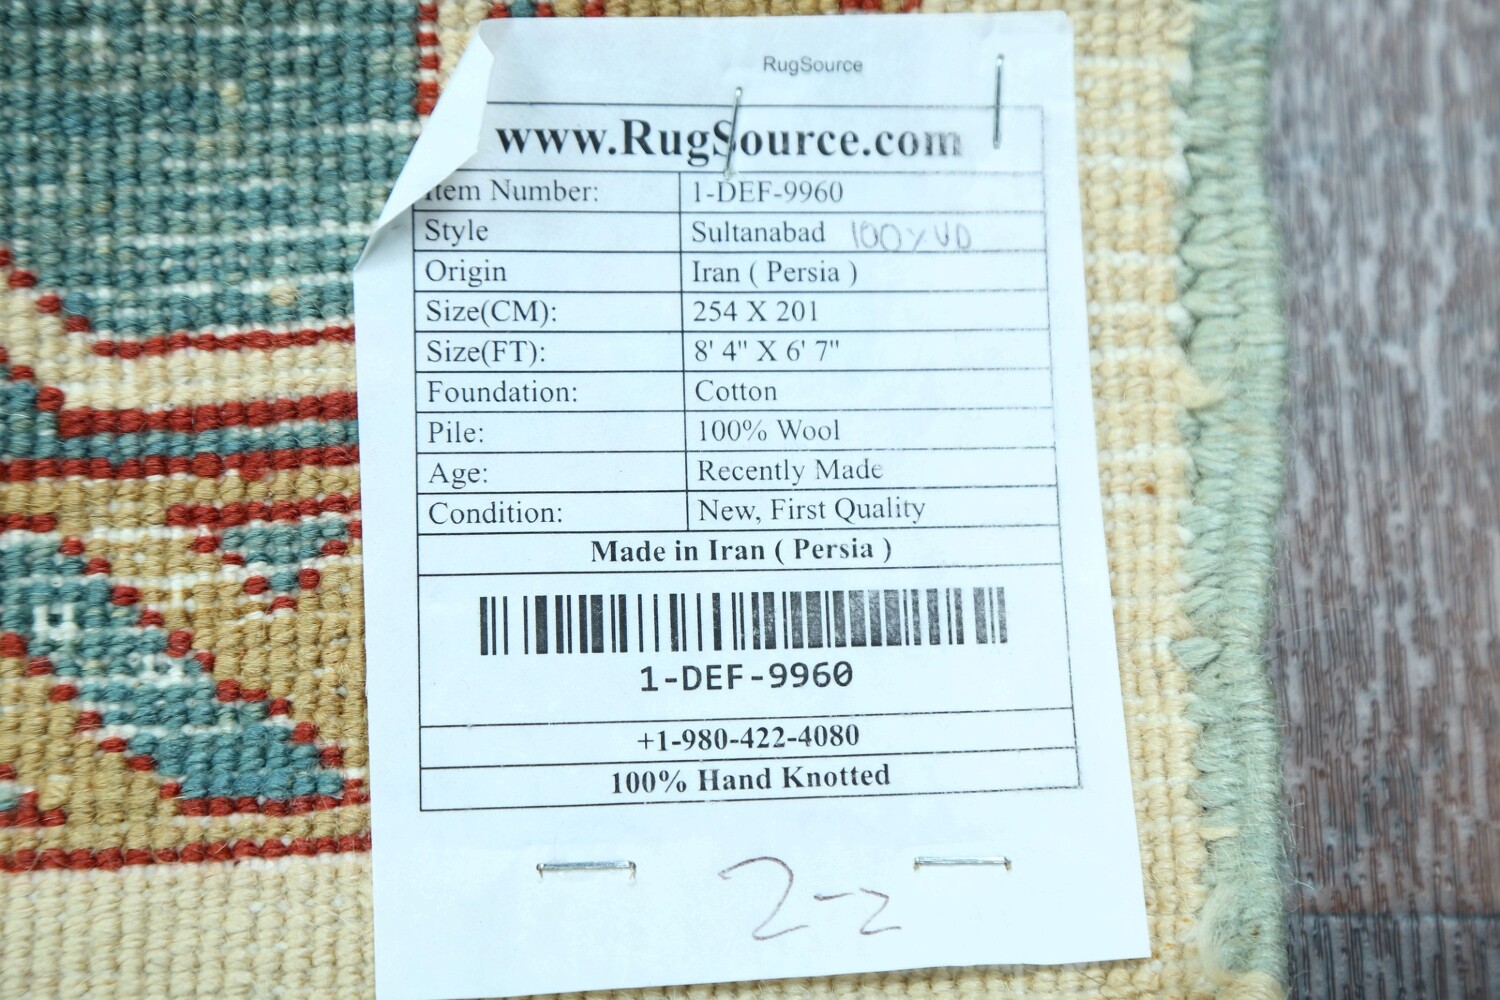 RugSource
www.RugSource.com
Item Number: 1-DEF-9960
Style Sultanabad 100% VD
Origin Iran ( Persia )
Size(CM): 254 X 201
Size(FT): 8' 4" X 6' 7"
Foundation: Cotton
Pile: 100% Wool
Age: Recently Made
Condition: New, First Quality
Made in Iran ( Persia )
1-DEF-9960
+1-980-422-4080
100% Hand Knotted
2-2